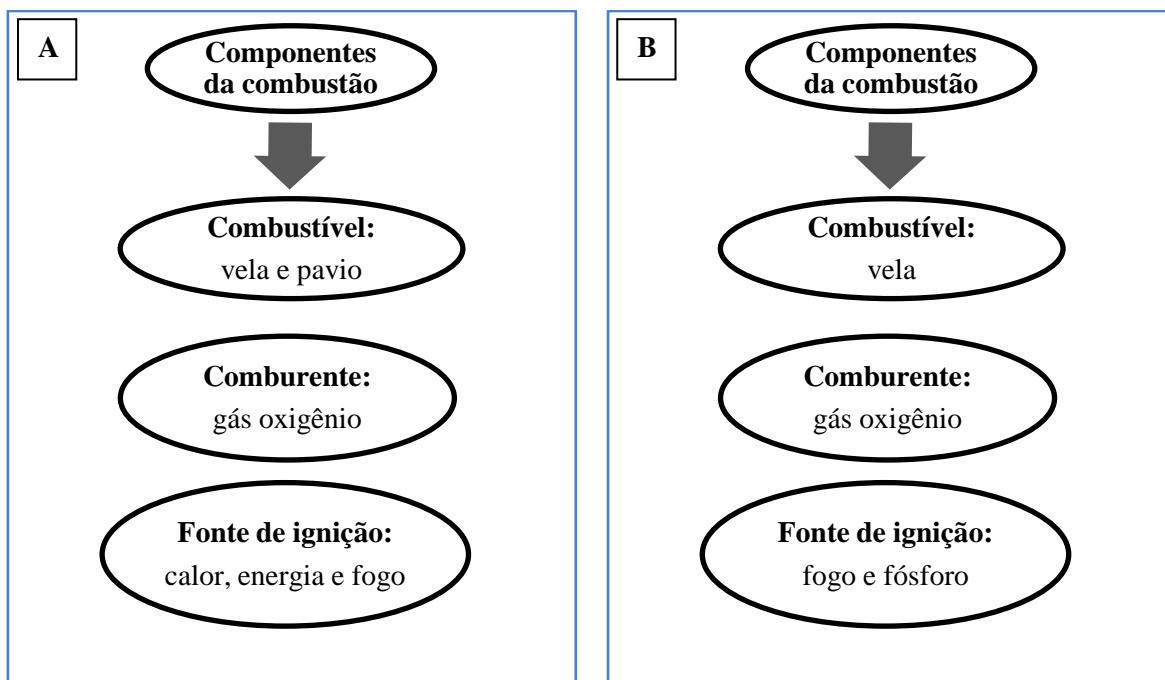 A
Componentes
da combustão
Combustível:
vela e pavio
Comburente:
gás oxigênio
Fonte de ignição:
calor, energia e fogo
B
Componentes
da combustão
Combustível:
vela
Comburente:
gás oxigênio
Fonte de ignição:
fogo e fósforo